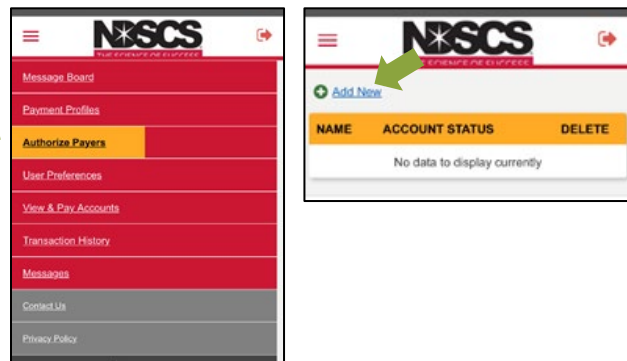 NDSCS
THE SCIENCE OF SUCCESS
Message Board
Payment Profiles
Authorize Payers
User Preferences
View & Pay Accounts
Transaction History
Messages
Contact Us
Privacy Policy
NDSCS
SCIENCE OF SUCCESS
Add New
NAME ACCOUNT STATUS DELETE
No data to display currently